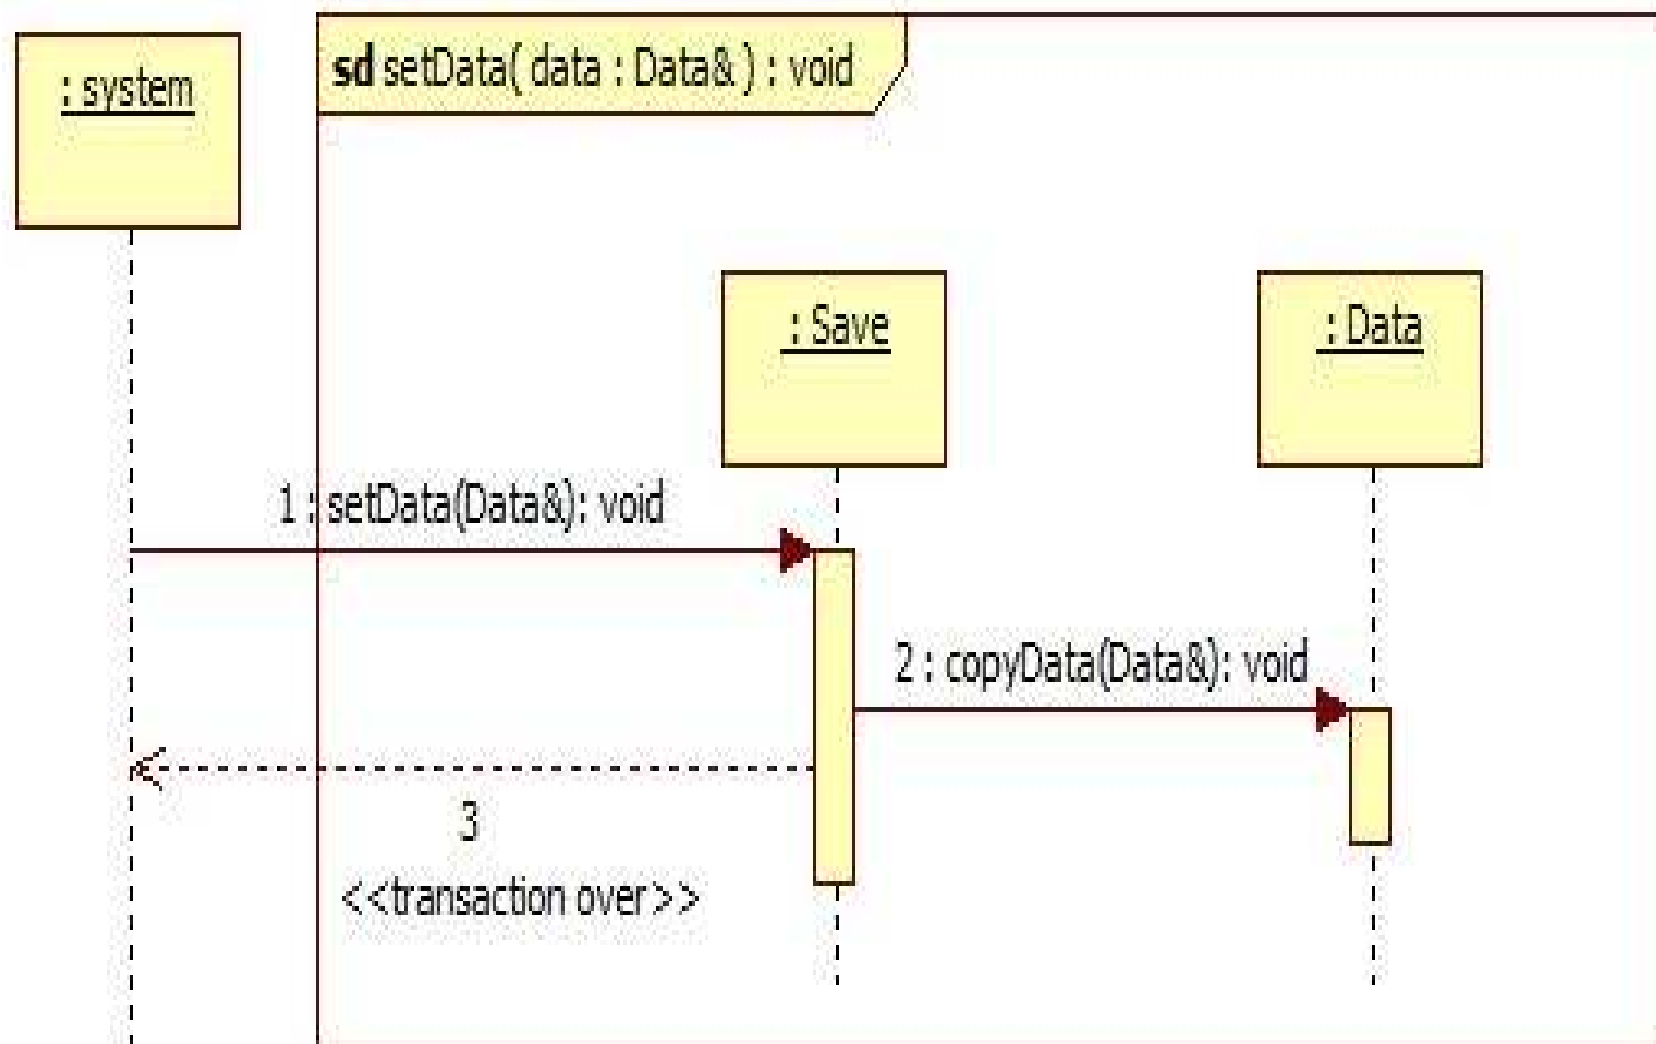 : system
sd setData( data : Data& ) : void
: Save
: Data
1 : setData(Data&): void
2 : copyData(Data&): void
3
<<transaction over>>